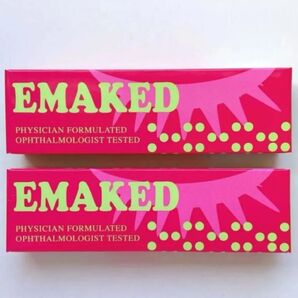 EMAKED
PHYSICIAN FORMULATED
OPHTHALMOLOGIST TESTED
EMAKED
PHYSICIAN FORMULATED
OPHTHALMOLOGIST TESTED